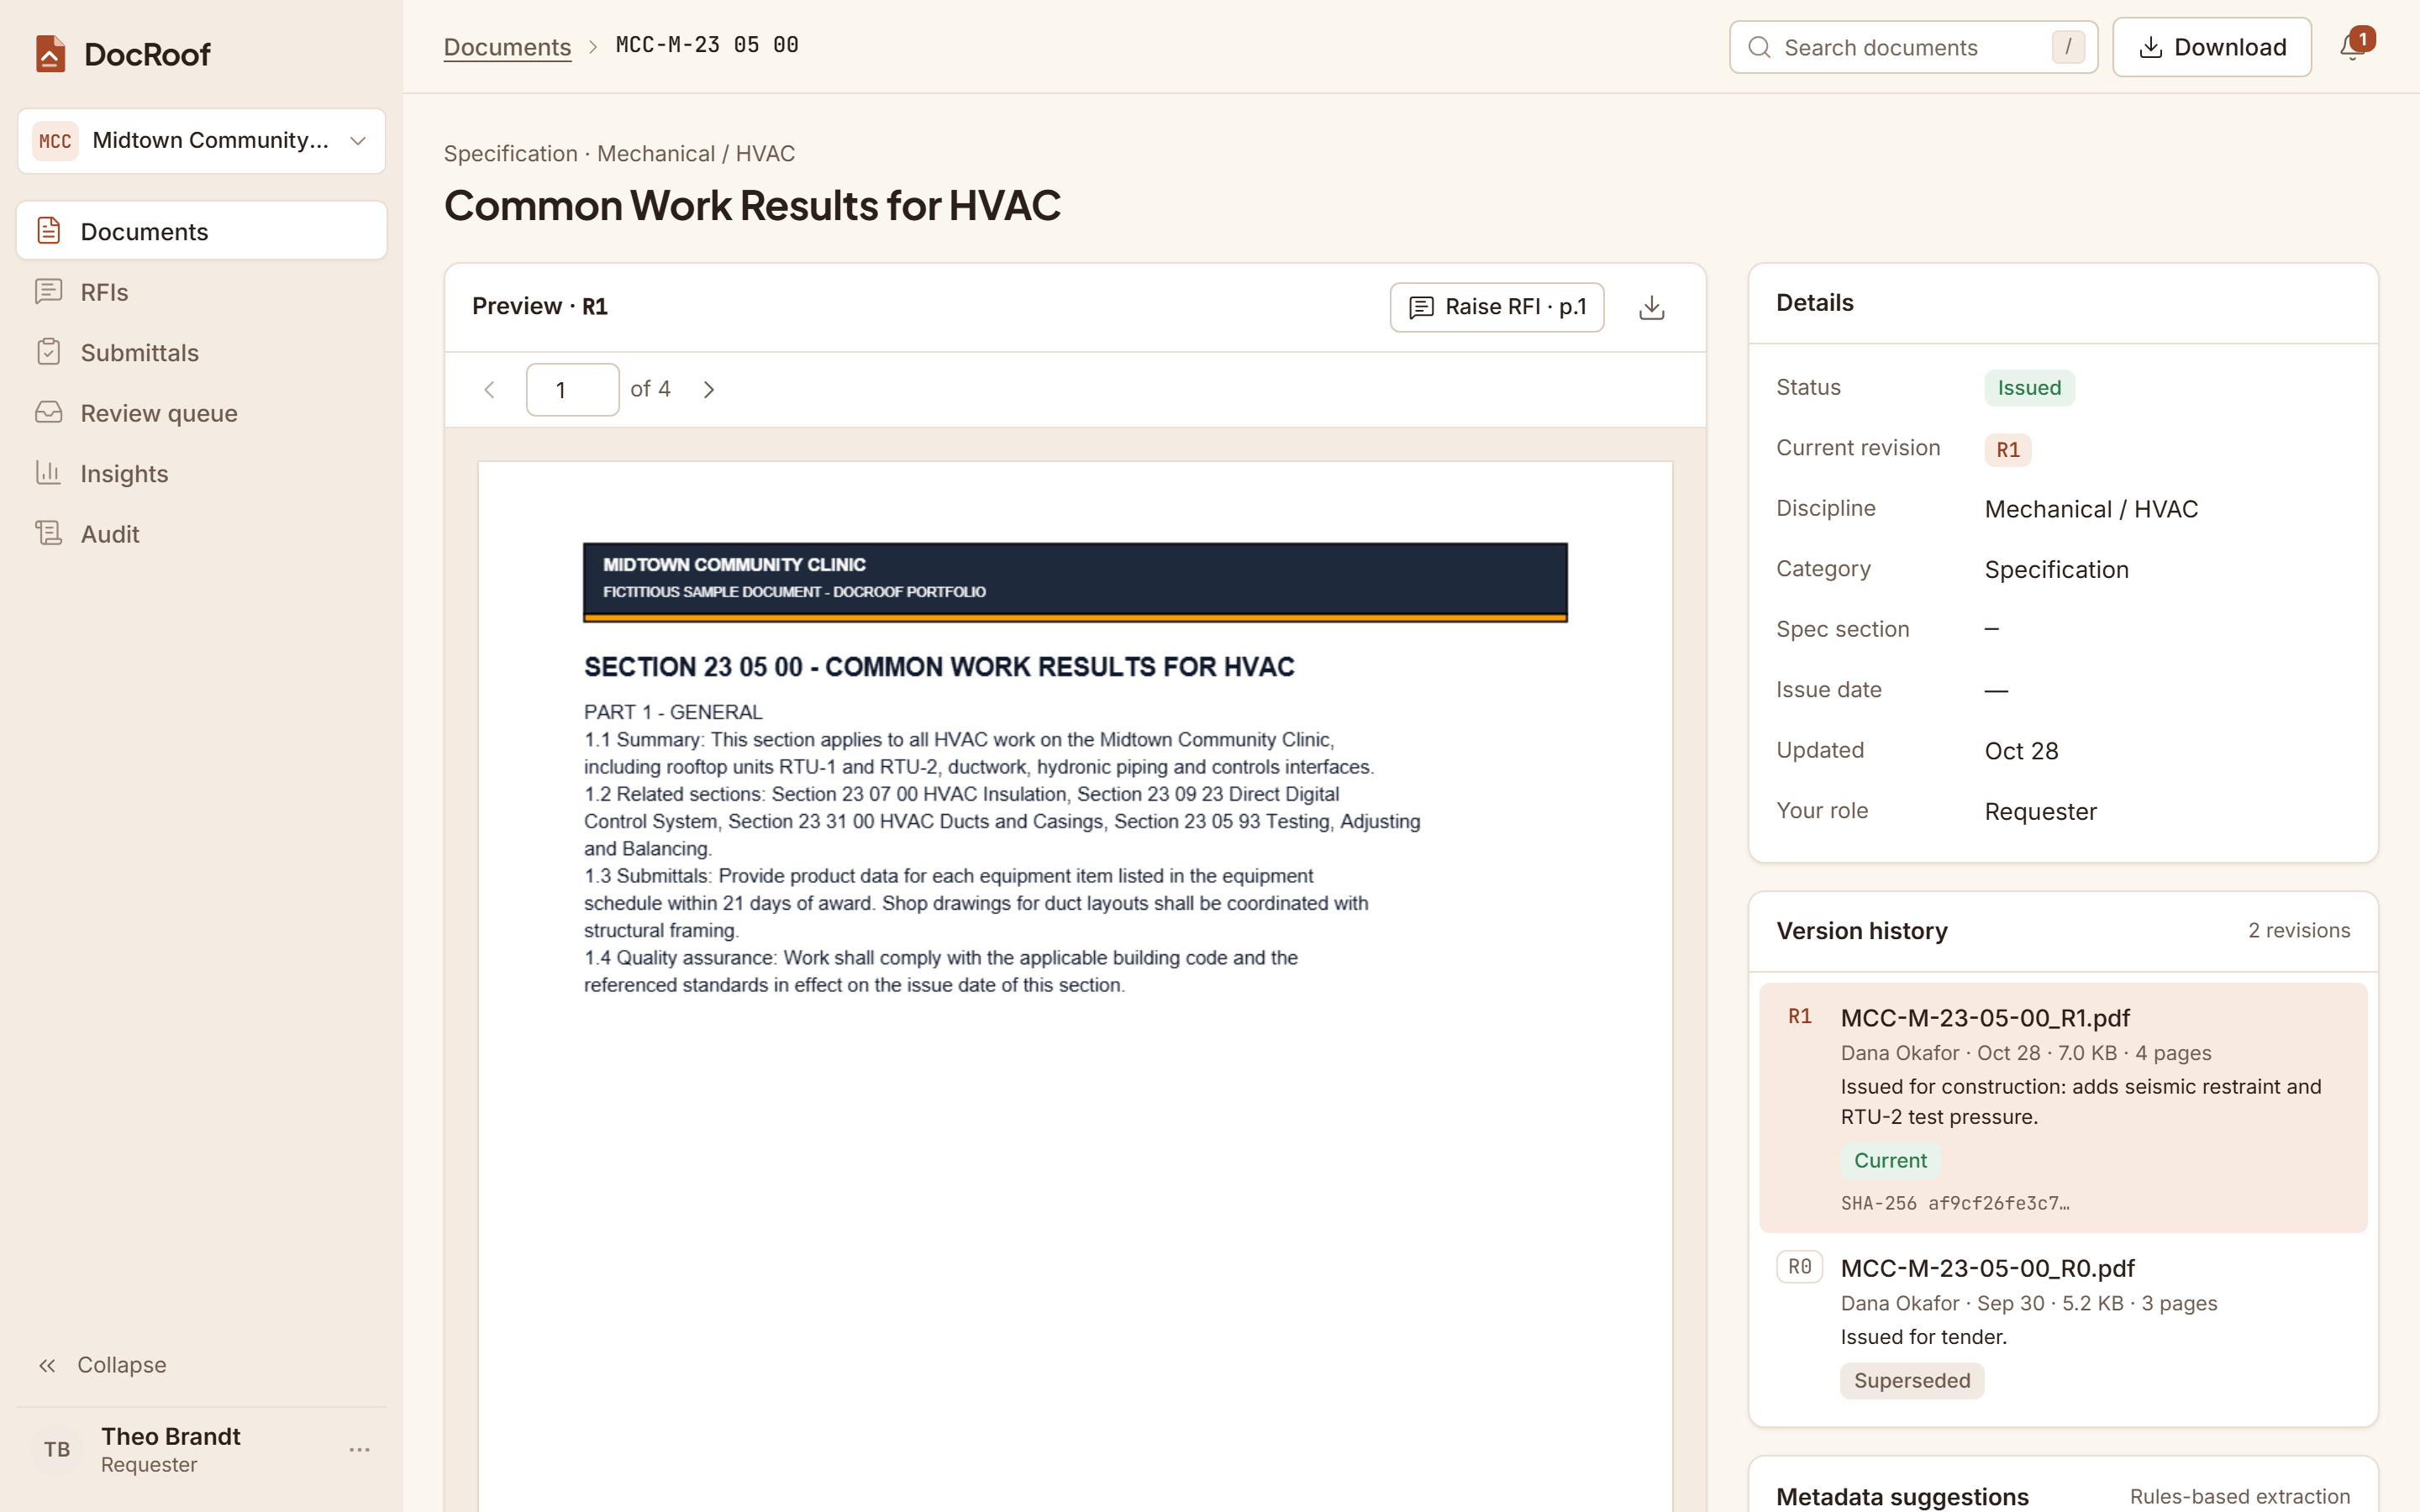 DocRoof
MCC Midtown Community...
Documents
RFIs
Submittals
Review queue
Insights
Audit
Collapse
TB
Theo Brandt
Requester
Documents > MCC-M-23 05 00
Search documents /
Download
1
Specification · Mechanical / HVAC
Common Work Results for HVAC
Preview · R1
Raise RFI · p.1
1 of 4
MIDTOWN COMMUNITY CLINIC
FICTITIOUS SAMPLE DOCUMENT - DOCROOF PORTFOLIO
SECTION 23 05 00 - COMMON WORK RESULTS FOR HVAC
PART 1 - GENERAL
1.1 Summary: This section applies to all HVAC work on the Midtown Community Clinic,
including rooftop units RTU-1 and RTU-2, ductwork, hydronic piping and controls interfaces.
1.2 Related sections: Section 23 07 00 HVAC Insulation, Section 23 09 23 Direct Digital
Control System, Section 23 31 00 HVAC Ducts and Casings, Section 23 05 93 Testing, Adjusting
and Balancing.
1.3 Submittals: Provide product data for each equipment item listed in the equipment
schedule within 21 days of award. Shop drawings for duct layouts shall be coordinated with
structural framing.
1.4 Quality assurance: Work shall comply with the applicable building code and the
referenced standards in effect on the issue date of this section.
Details
Status Issued
Current revision R1
Discipline Mechanical / HVAC
Category Specification
Spec section –
Issue date —
Updated Oct 28
Your role Requester
Version history 2 revisions
R1 MCC-M-23-05-00_R1.pdf
Dana Okafor · Oct 28 · 7.0 KB · 4 pages
Issued for construction: adds seismic restraint and
RTU-2 test pressure.
Current
SHA-256 af9cf26fe3c7…
R0 MCC-M-23-05-00_R0.pdf
Dana Okafor · Sep 30 · 5.2 KB · 3 pages
Issued for tender.
Superseded
Metadata suggestions Rules-based extraction